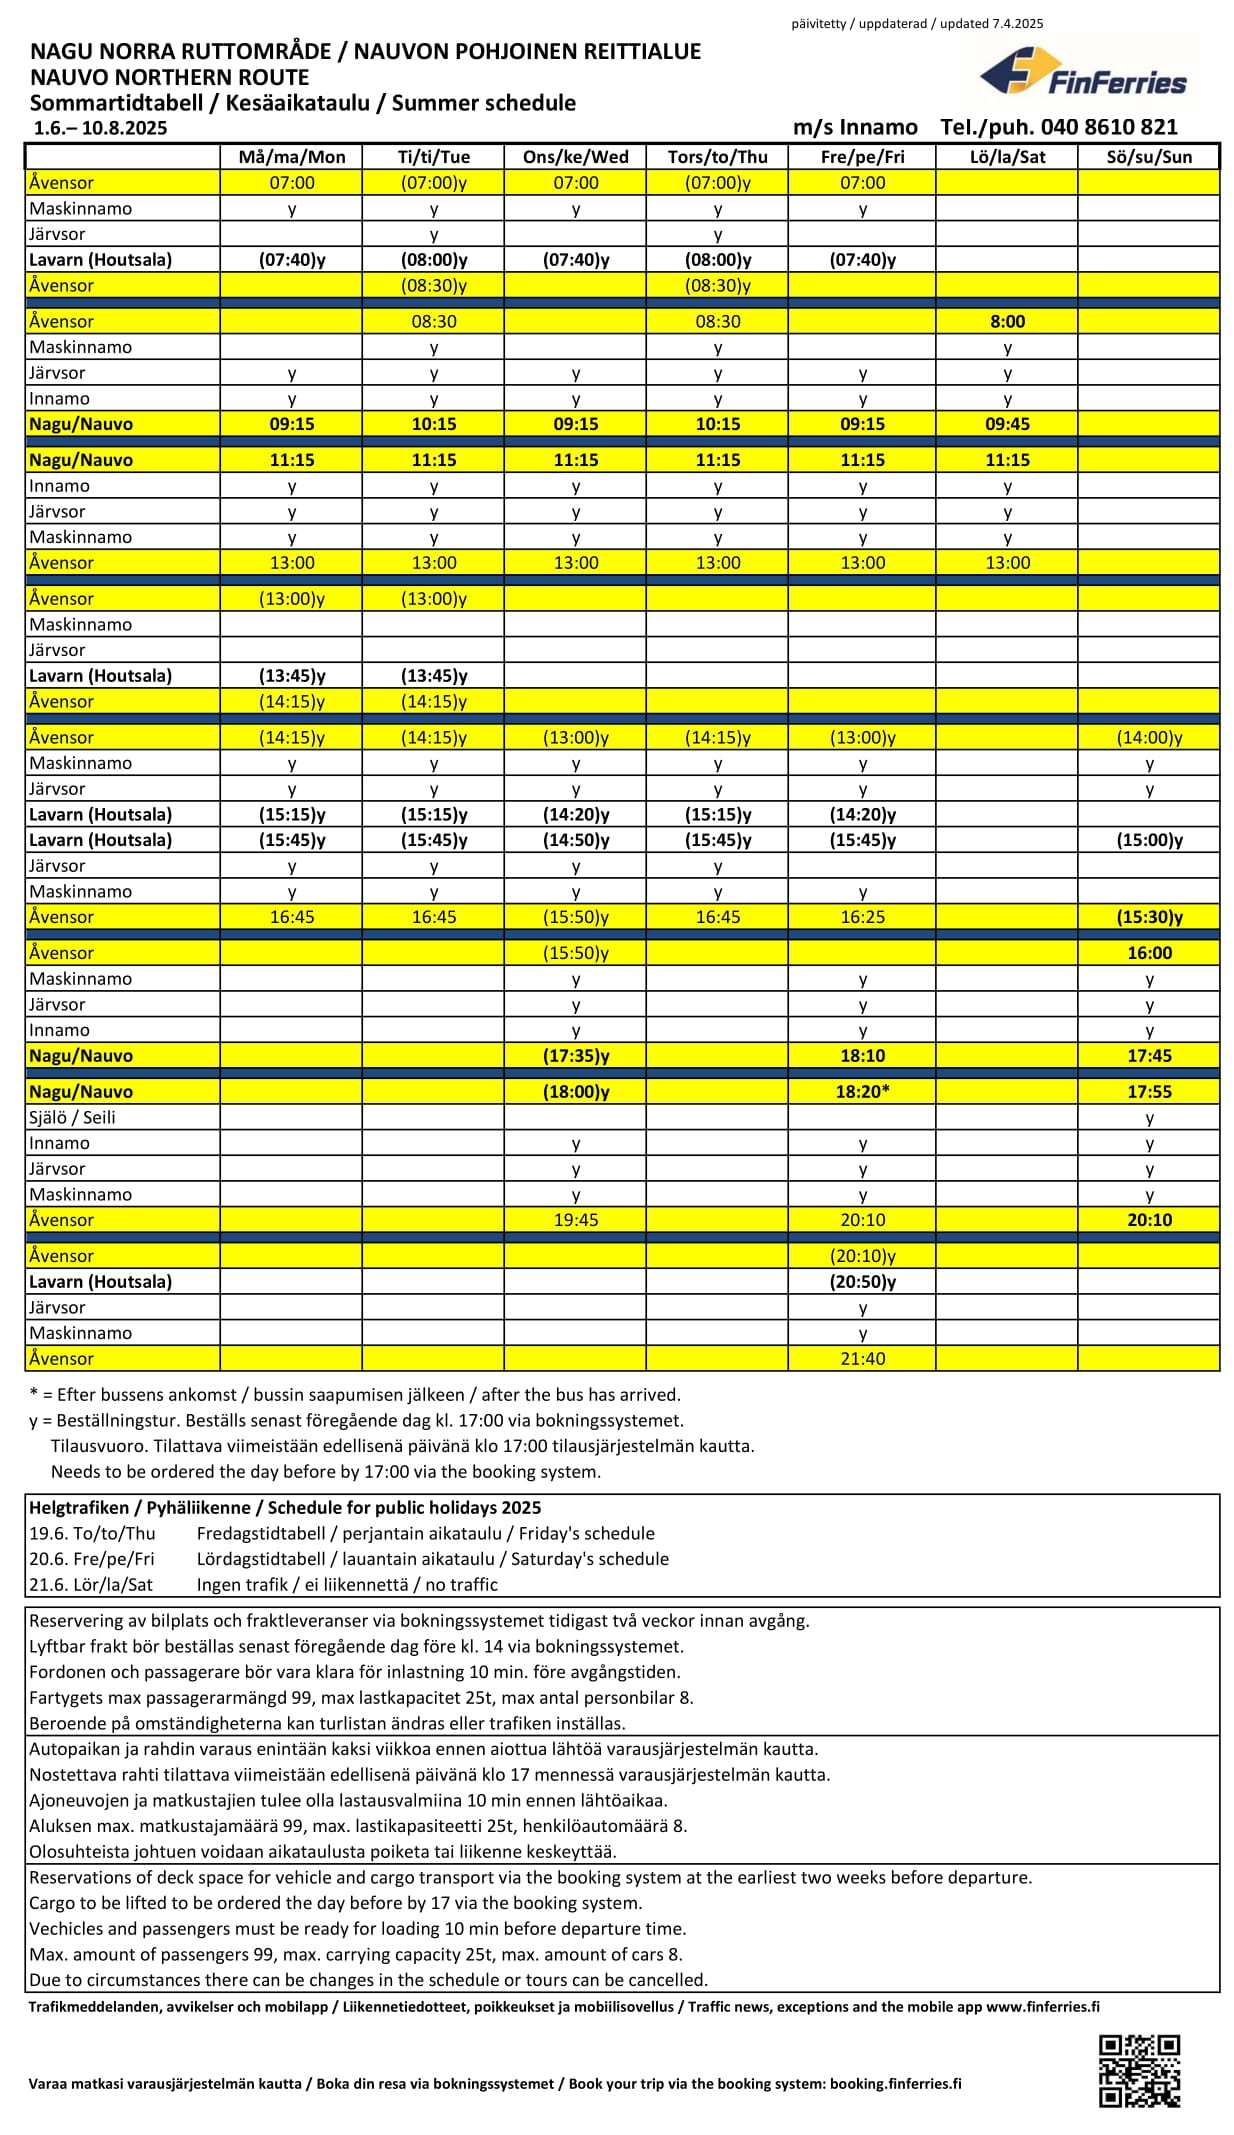 päivitetty / uppdaterad / updated 7.4.2025
NAGU NORRA RUTTOMRÅDE / NAUVON POHJOINEN REITTIALUE
NAUVO NORTHERN ROUTE
FinFerries
Sommartidtabell / Kesäaikataulu / Summer schedule
1.6.– 10.8.2025 m/s Innamo Tel./puh. 040 8610 821
Må/ma/Mon Ti/ti/Tue Ons/ke/Wed Tors/to/Thu Fre/pe/Fri Lö/la/Sat Sö/su/Sun
Åvensor 07:00 (07:00)y 07:00 (07:00)y 07:00
Maskinnamo y y y y y
Järvsor y y
Lavarn (Houtsala) (07:40)y (08:00)y (07:40)y (08:00)y (07:40)y
Åvensor (08:30)y (08:30)y
Åvensor 08:30 08:30 8:00
Maskinnamo y y y
Järvsor y y y y y y
Innamo y y y y y y
Nagu/Nauvo 09:15 10:15 09:15 10:15 09:15 09:45
Nagu/Nauvo 11:15 11:15 11:15 11:15 11:15 11:15
Innamo y y y y y y
Järvsor y y y y y y
Maskinnamo y y y y y y
Åvensor 13:00 13:00 13:00 13:00 13:00 13:00
Åvensor (13:00)y (13:00)y
Maskinnamo
Järvsor
Lavarn (Houtsala) (13:45)y (13:45)y
Åvensor (14:15)y (14:15)y
Åvensor (14:15)y (14:15)y (13:00)y (14:15)y (13:00)y (14:00)y
Maskinnamo y y y y y y
Järvsor y y y y y y
Lavarn (Houtsala) (15:15)y (15:15)y (14:20)y (15:15)y (14:20)y
Lavarn (Houtsala) (15:45)y (15:45)y (14:50)y (15:45)y (15:45)y (15:00)y
Järvsor y y y y
Maskinnamo y y y y y
Åvensor 16:45 16:45 (15:50)y 16:45 16:25 (15:30)y
Åvensor (15:50)y 16:00
Maskinnamo y y y
Järvsor y y y
Innamo y y y
Nagu/Nauvo (17:35)y 18:10 17:45
Nagu/Nauvo (18:00)y 18:20* 17:55
Själö / Seili y
Innamo y y y
Järvsor y y y
Maskinnamo y y y
Åvensor 19:45 20:10 20:10
Åvensor (20:10)y
Lavarn (Houtsala) (20:50)y
Järvsor y
Maskinnamo y
Åvensor 21:40
* = Efter bussens ankomst / bussin saapumisen jälkeen / after the bus has arrived.
y = Beställningstur. Beställs senast föregående dag kl. 17:00 via bokningssystemet.
Tilausvuoro. Tilattava viimeistään edellisenä päivänä klo 17:00 tilausjärjestelmän kautta.
Needs to be ordered the day before by 17:00 via the booking system.
Helgtrafiken / Pyhäliikenne / Schedule for public holidays 2025
19.6. To/to/Thu Fredagstidtabell / perjantain aikataulu / Friday's schedule
20.6. Fre/pe/Fri Lördagstidtabell / lauantain aikataulu / Saturday's schedule
21.6. Lör/la/Sat Ingen trafik / ei liikennettä / no traffic
Reservering av bilplats och fraktleveranser via bokningssystemet tidigast två veckor innan avgång.
Lyftbar frakt bör beställas senast föregående dag före kl. 14 via bokningssystemet.
Fordonen och passagerare bör vara klara för inlastning 10 min. före avgångstiden.
Fartygets max passagerarmängd 99, max lastkapacitet 25t, max antal personbilar 8.
Beroende på omständigheterna kan turlistan ändras eller trafiken inställas.
Autopaikan ja rahdin varaus enintään kaksi viikkoa ennen aiottua lähtöä varausjärjestelmän kautta.
Nostettava rahti tilattava viimeistään edellisenä päivänä klo 17 mennessä varausjärjestelmän kautta.
Ajoneuvojen ja matkustajien tulee olla lastausvalmiina 10 min ennen lähtöaikaa.
Aluksen max. matkustajamäärä 99, max. lastikapasiteetti 25t, henkilöautomäärä 8.
Olosuhteista johtuen voidaan aikataulusta poiketa tai liikenne keskeyttää.
Reservations of deck space for vehicle and cargo transport via the booking system at the earliest two weeks before departure.
Cargo to be lifted to be ordered the day before by 17 via the booking system.
Vechicles and passengers must be ready for loading 10 min before departure time.
Max. amount of passengers 99, max. carrying capacity 25t, max. amount of cars 8.
Due to circumstances there can be changes in the schedule or tours can be cancelled.
Trafikmeddelanden, avvikelser och mobilapp / Liikennetiedotteet, poikkeukset ja mobiilisovellus / Traffic news, exceptions and the mobile app www.finferries.fi
Varaa matkasi varausjärjestelmän kautta / Boka din resa via bokningssystemet / Book your trip via the booking system: booking.finferries.fi